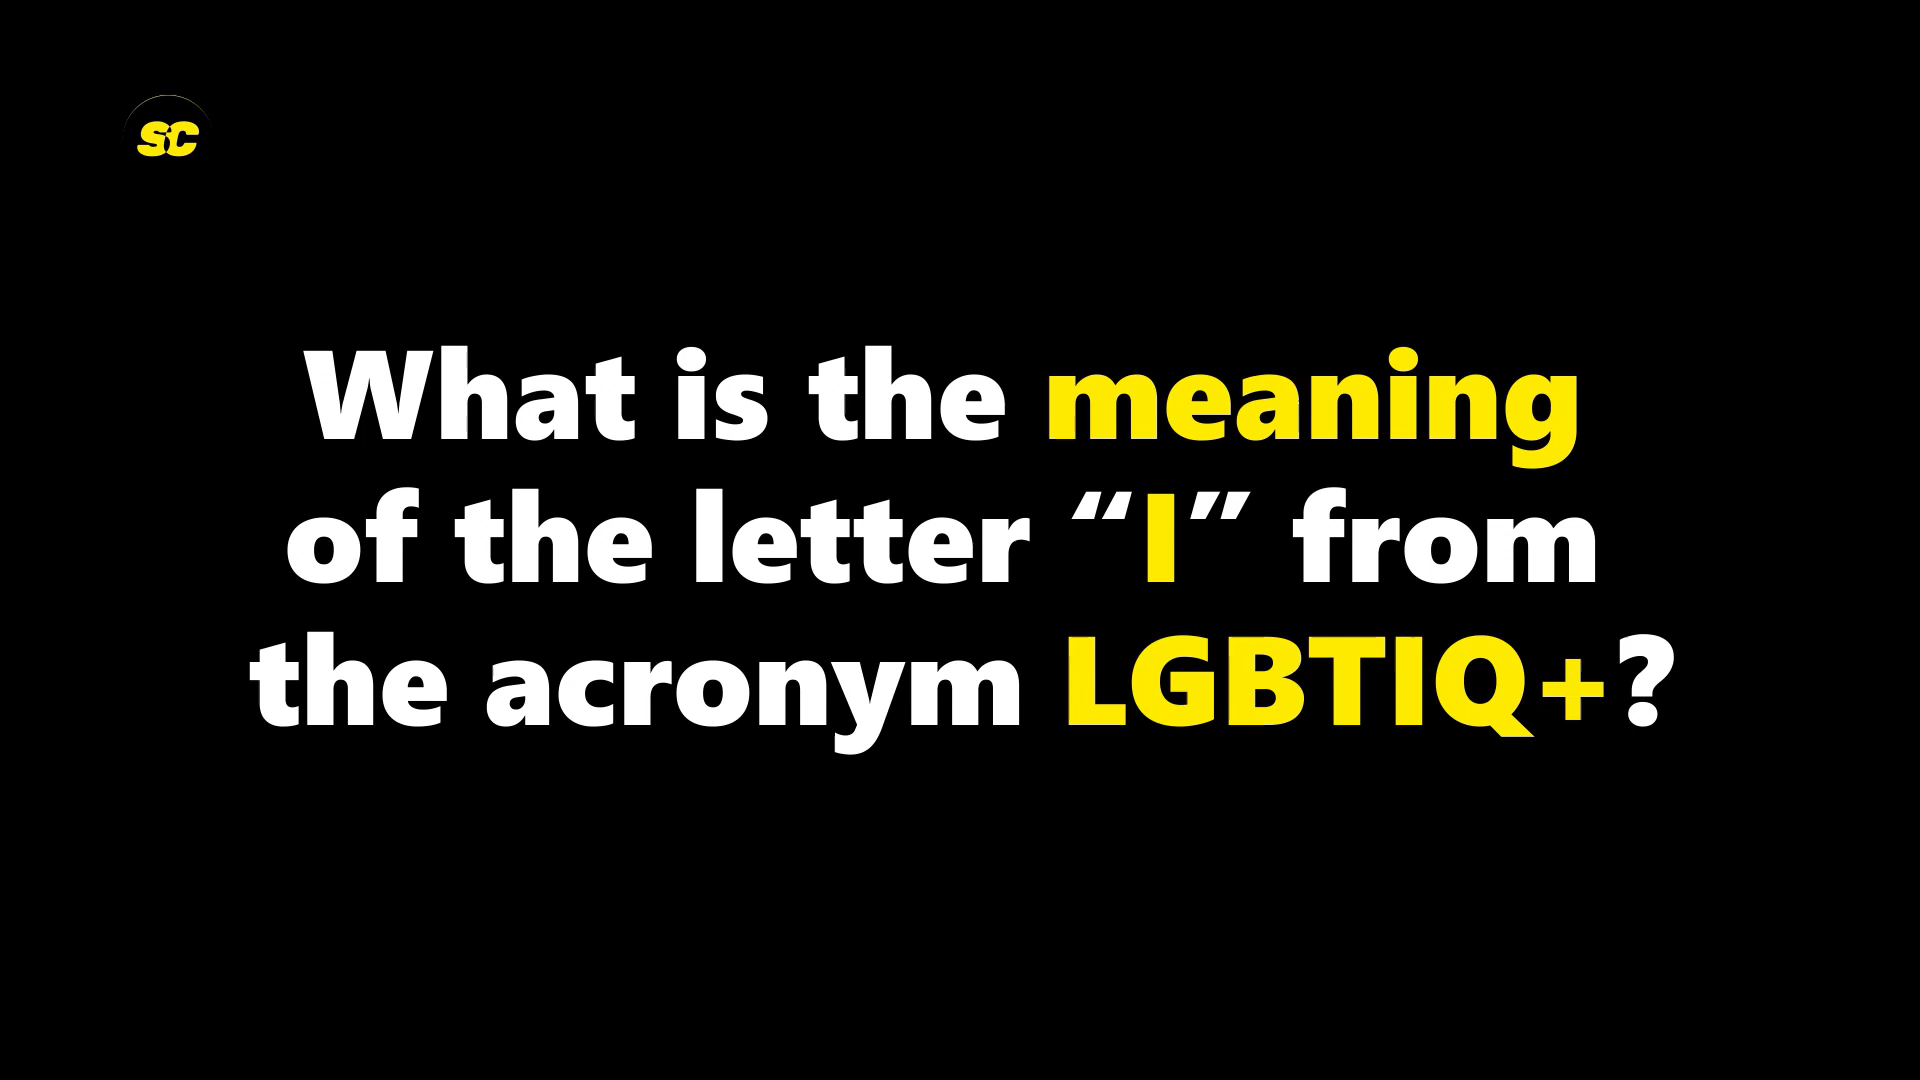 SC
What is the meaning
of the letter “I” from
the acronym LGBTIQ+?